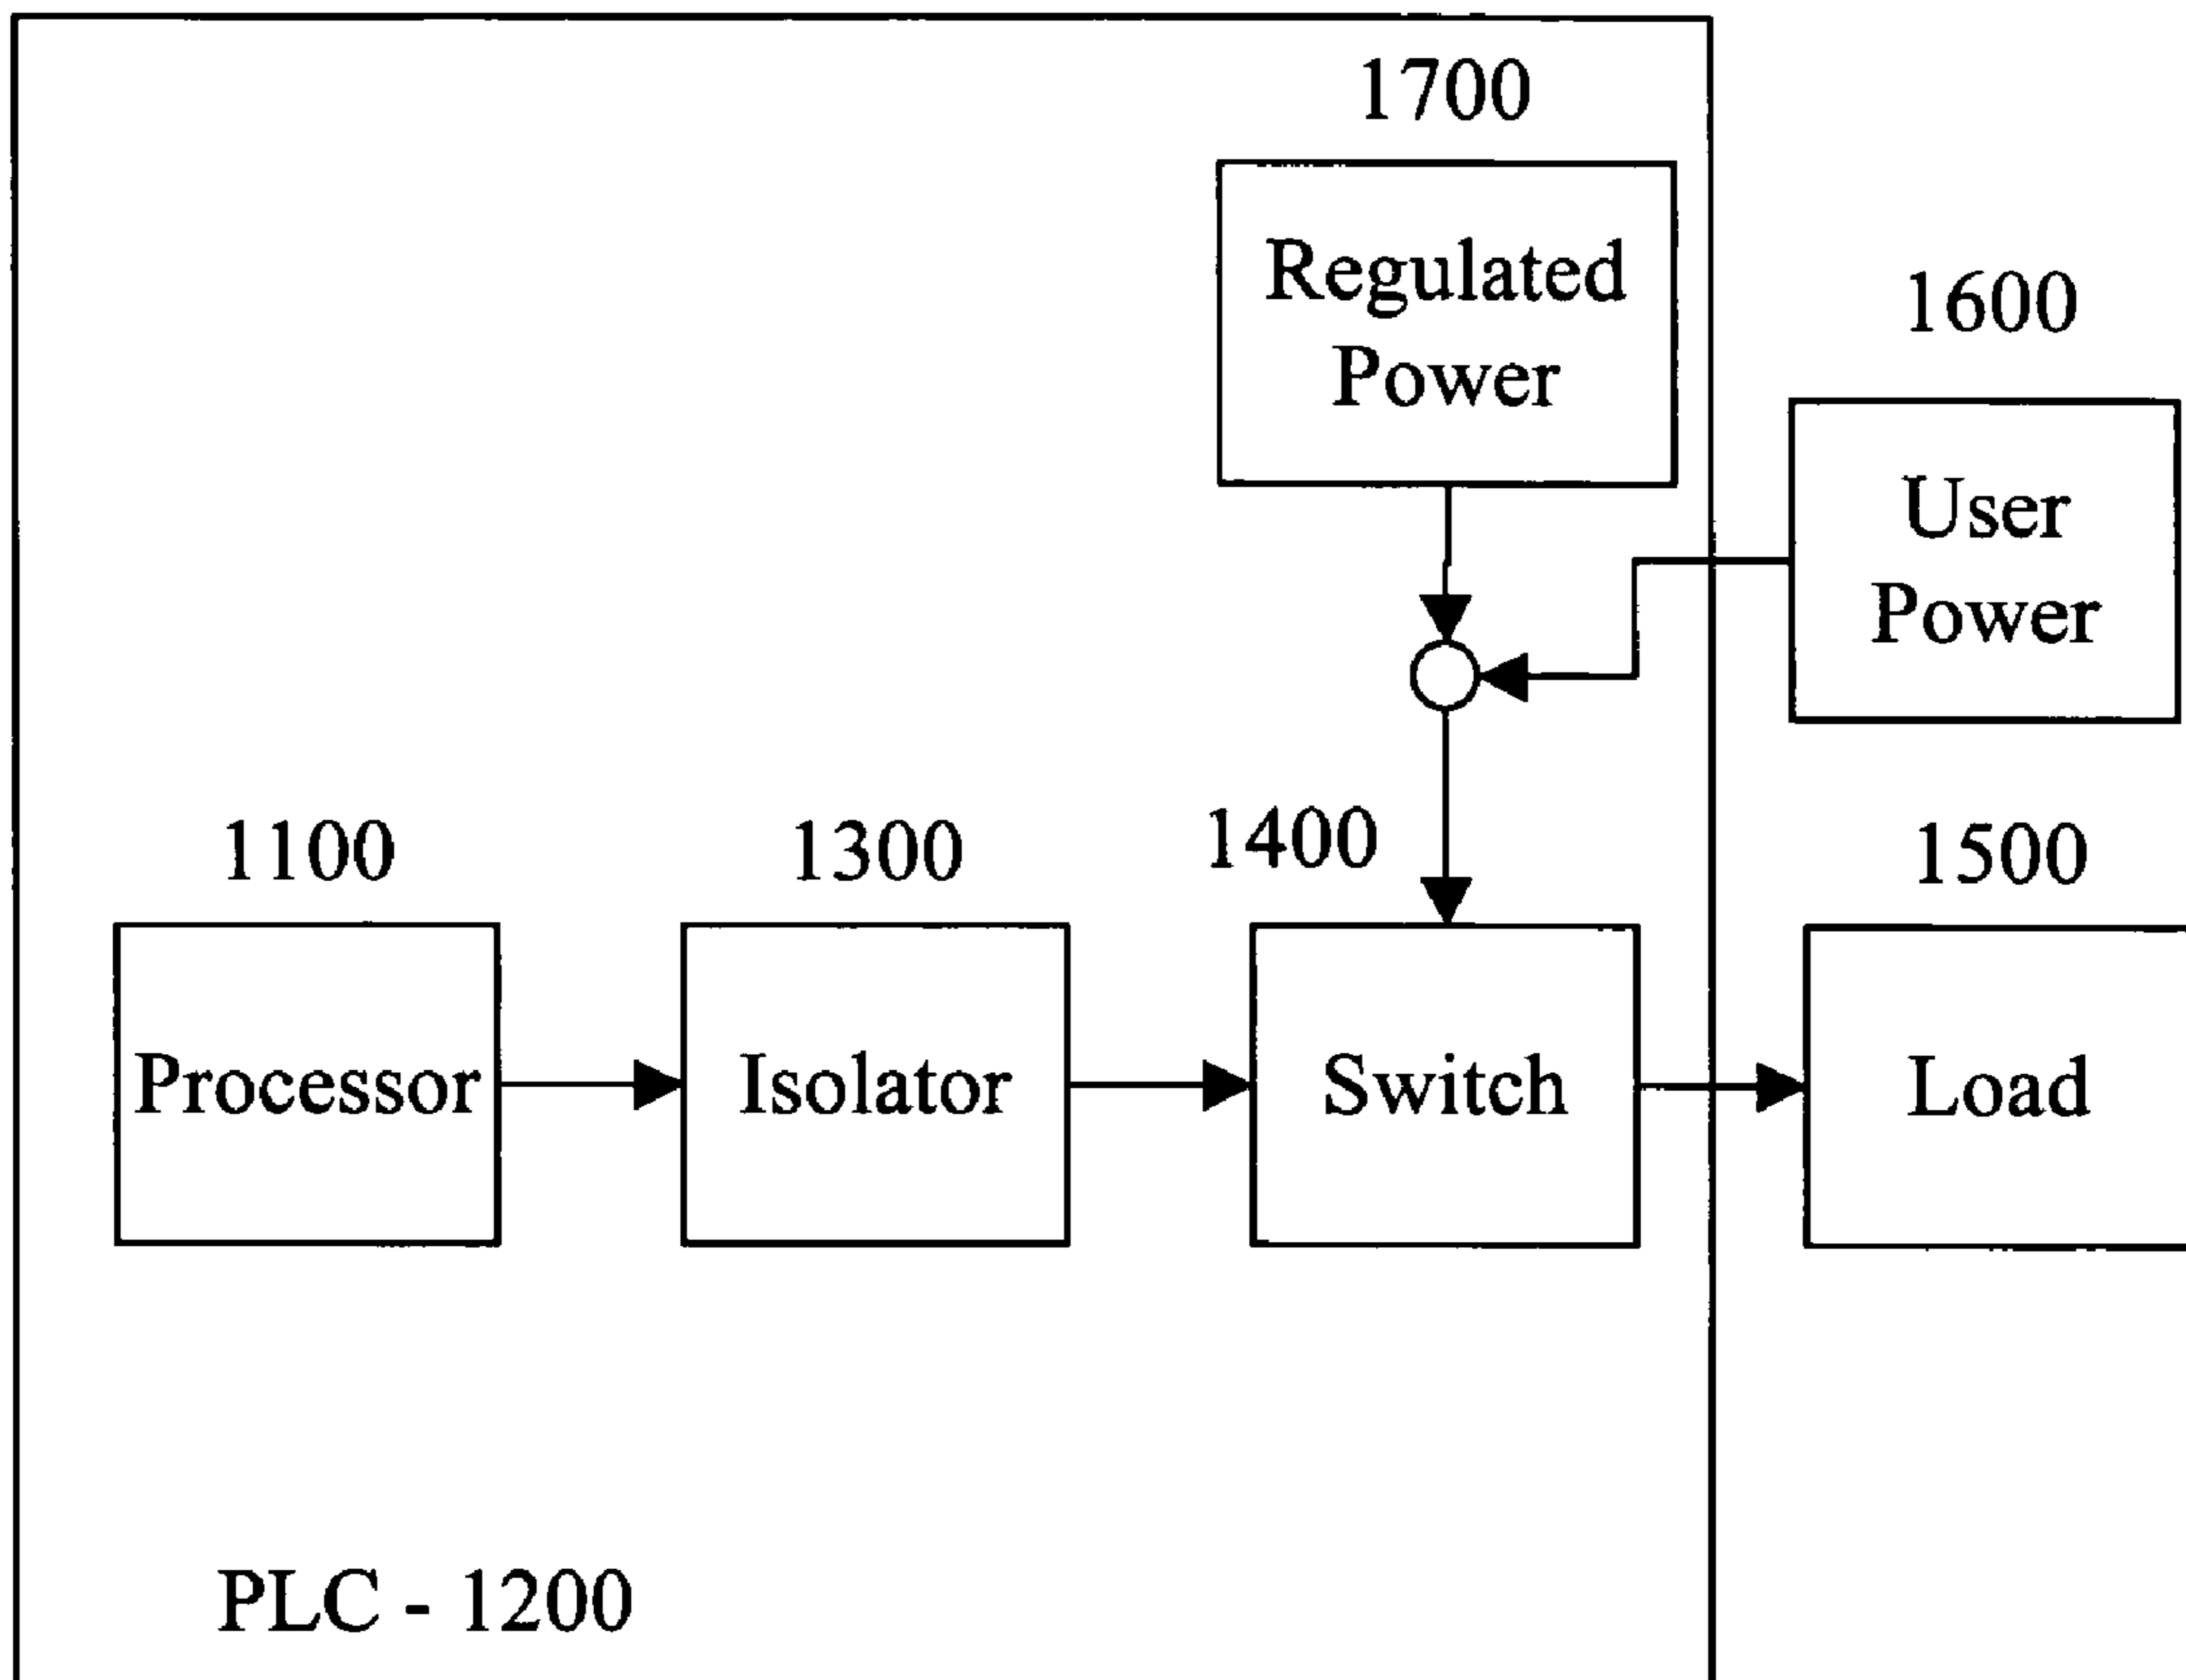 1700
Regulated
Power
1600
User
Power
1100
1300
1400
1500
Processor
Isolator
Switch
Load
PLC - 1200